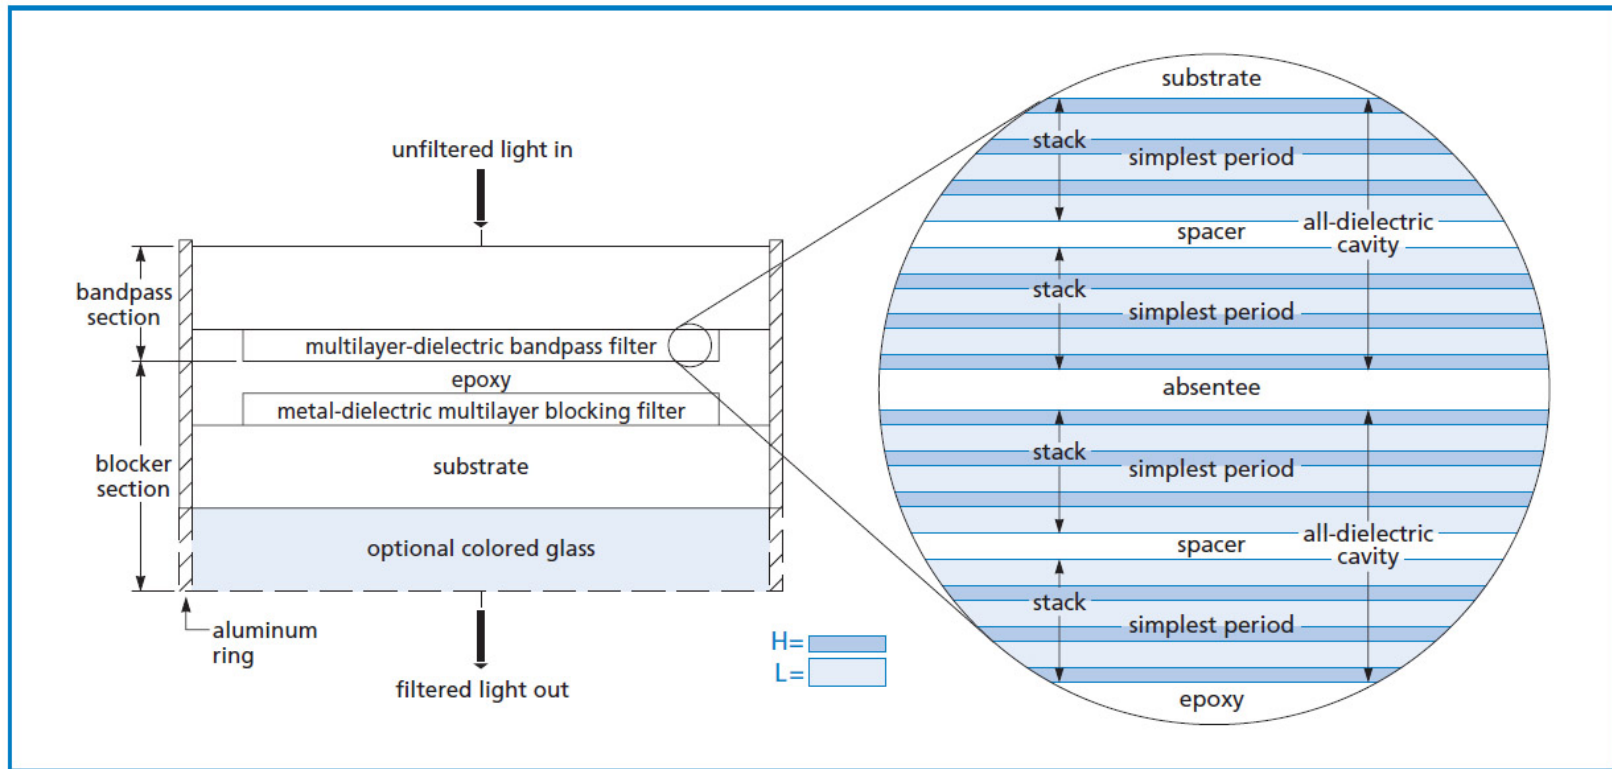 unfiltered light in
bandpass
section
multilayer-dielectric bandpass filter
epoxy
metal-dielectric multilayer blocking filter
blocker
section
substrate
optional colored glass
aluminum
ring
filtered light out
H=
L=
substrate
stack
simplest period
spacer
all-dielectric
cavity
stack
simplest period
absentee
stack
simplest period
spacer
all-dielectric
cavity
stack
simplest period
epoxy